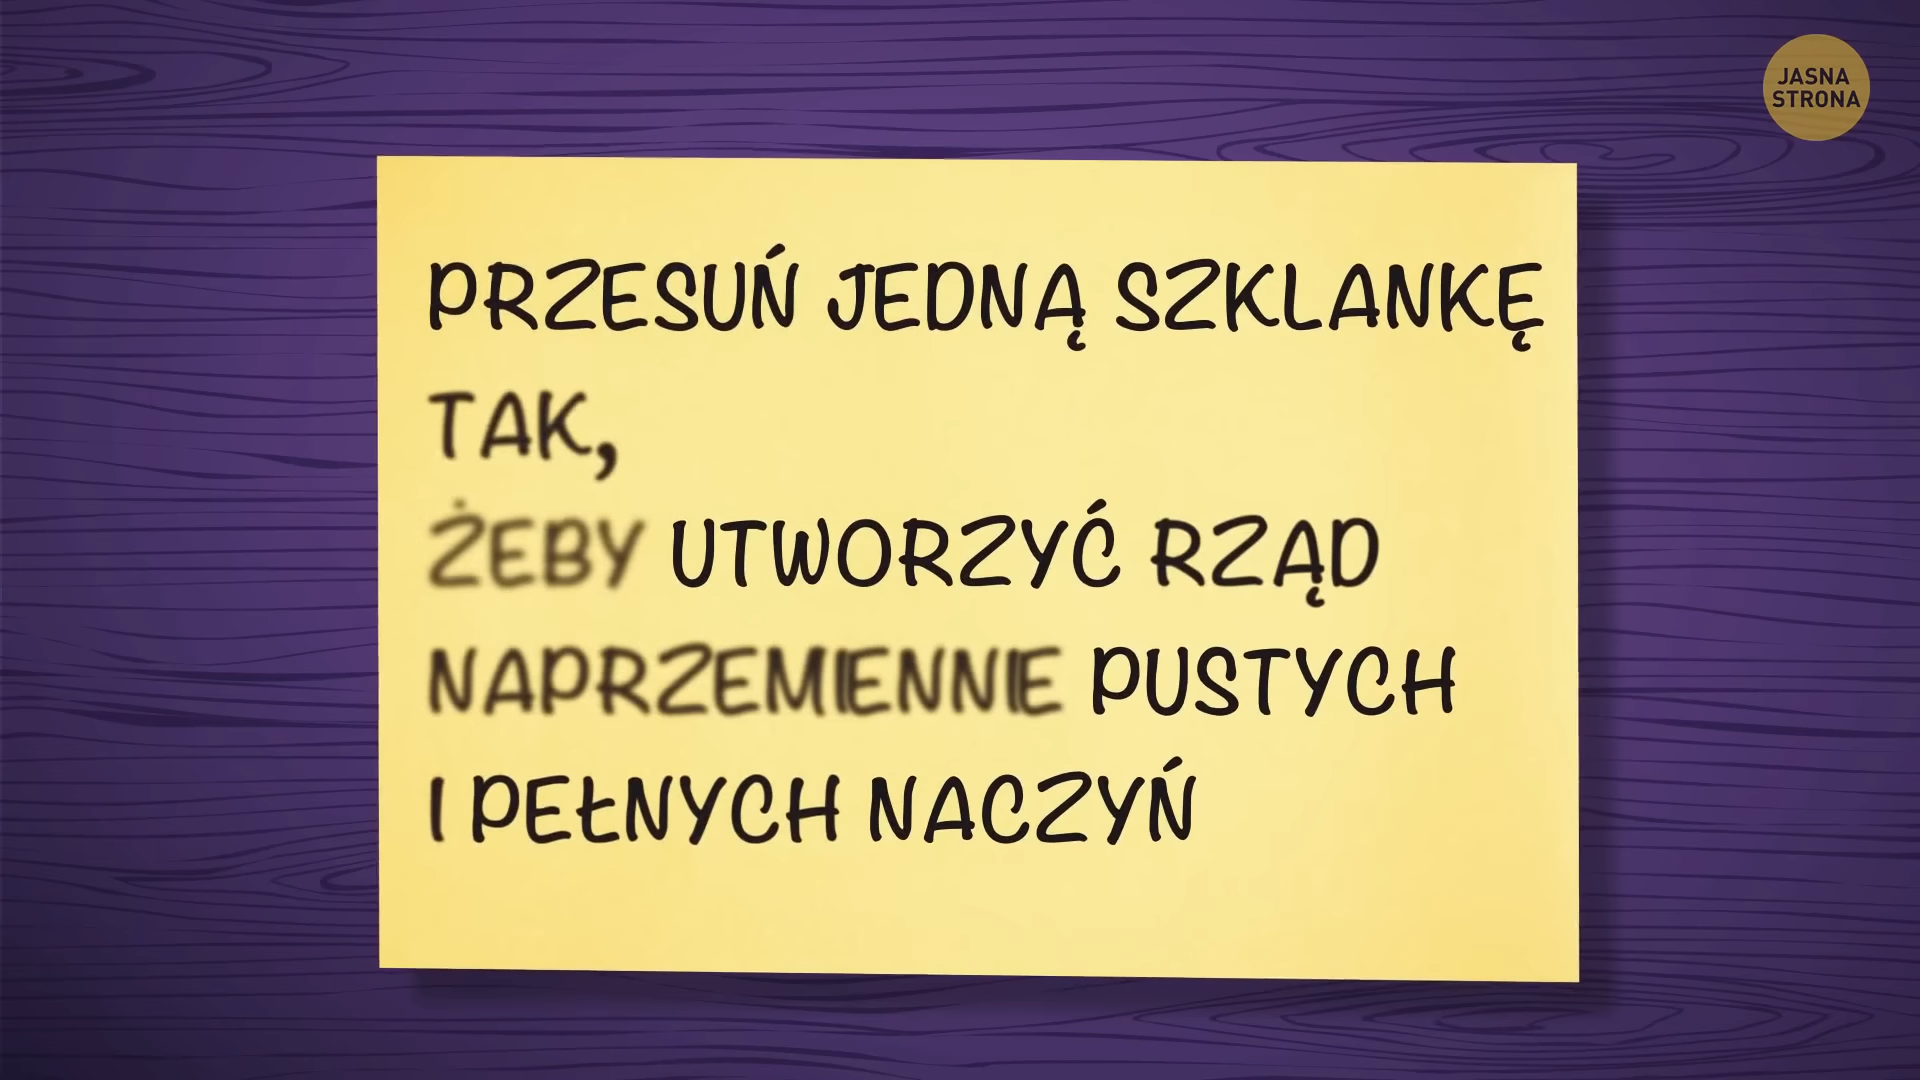 JASNA
STRONA
PRZESUŃ JEDNĄ SZKLANKĘ
TAK,
ŻEBY UTWORZYĆ RZĄD
NAPRZEMIENNIE PUSTYCH
I PEŁNYCH NACZYŃ